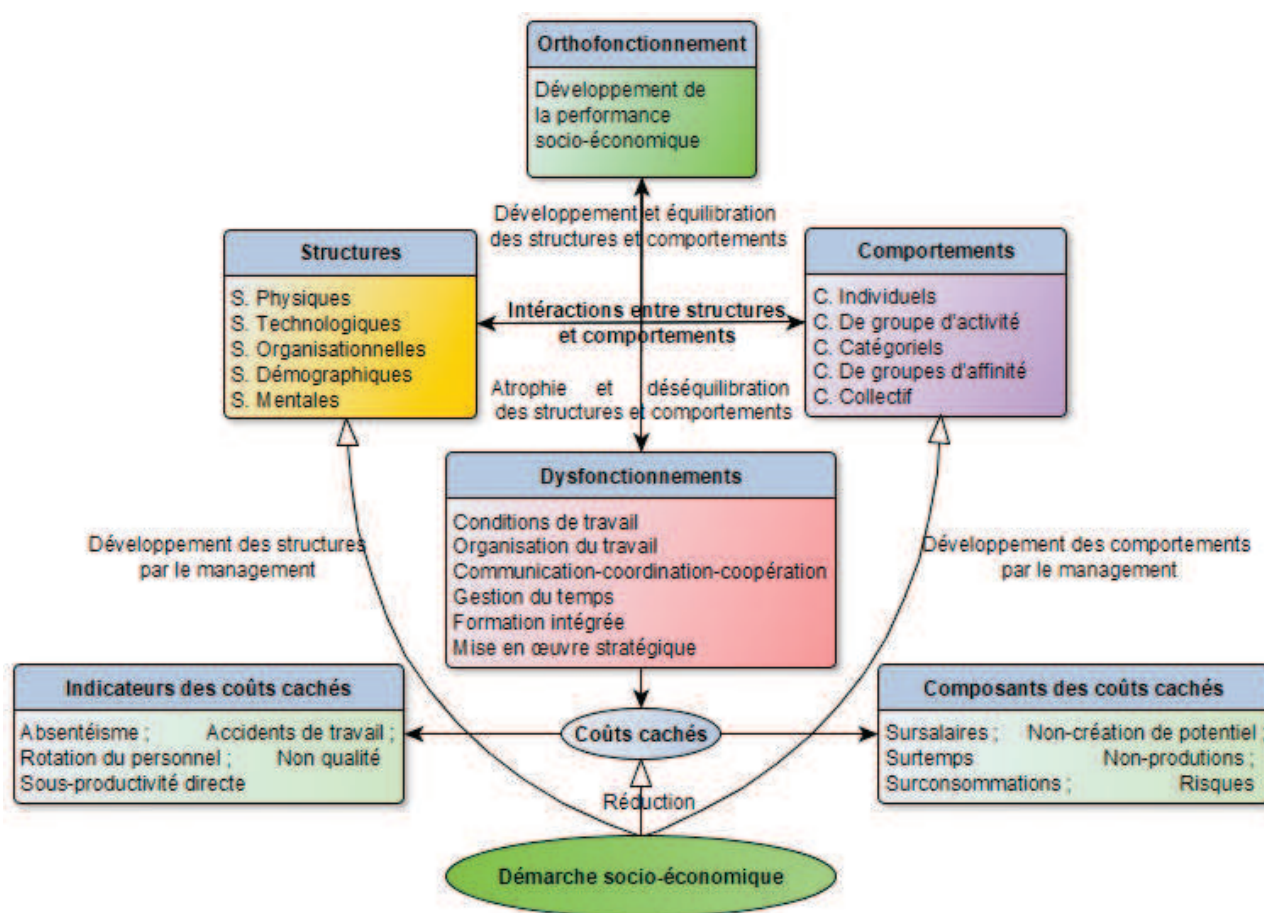 Orthofonctionnement
Développement de
la performance
socio-économique
Développement et équilibration
des structures et comportements
Structures
S. Physiques
S. Technologiques
S. Organisationnelles
S. Démographiques
S. Mentales
Intéractions entre structures
et comportements
Comportements
C. Individuels
C. De groupe d'activité
C. Catégoriels
C. De groupes d'affinité
C. Collectif
Atrophie et déséquilibration
des structures et comportements
Dysfonctionnements
Conditions de travail
Organisation du travail
Communication-coordination-coopération
Gestion du temps
Formation intégrée
Mise en œuvre stratégique
Développement des structures
par le management
Développement des comportements
par le management
Indicateurs des coûts cachés
Absentéisme ; Accidents de travail ;
Rotation du personnel ; Non qualité
Sous-productivité directe
Coûts cachés
Composants des coûts cachés
Sursalaires ; Non-création de potentiel ;
Surtemps Non-produtions ;
Surconsommations ; Risques
Réduction
Démarche socio-économique